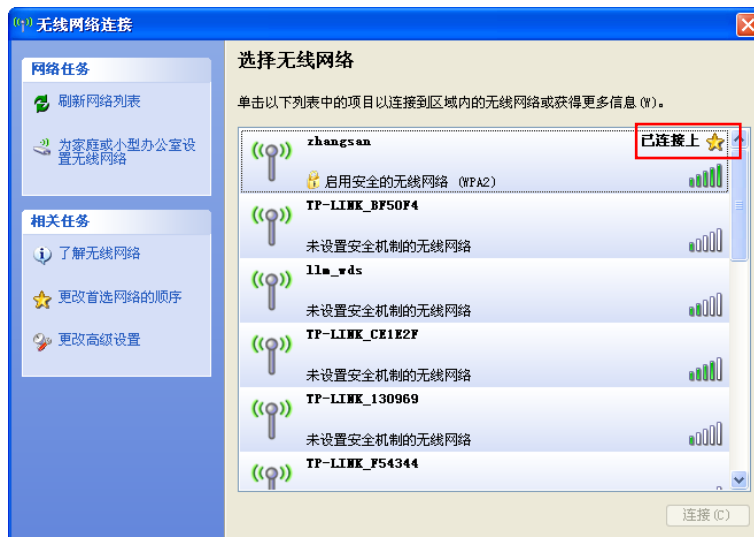 无线网络连接
网络任务
刷新网络列表
为家庭或小型办公室设
置无线网络
相关任务
了解无线网络
更改首选网络的顺序
更改高级设置
选择无线网络
单击以下列表中的项目以连接到区域内的无线网络或获得更多信息(W)。
zhangsan 已连接上
启用安全的无线网络 (WPA2)
TP-LINK_BF50F4
未设置安全机制的无线网络
llm_wds
未设置安全机制的无线网络
TP-LINK_CE1E2F
未设置安全机制的无线网络
TP-LINK_130969
未设置安全机制的无线网络
TP-LINK_F54344
连接(C)